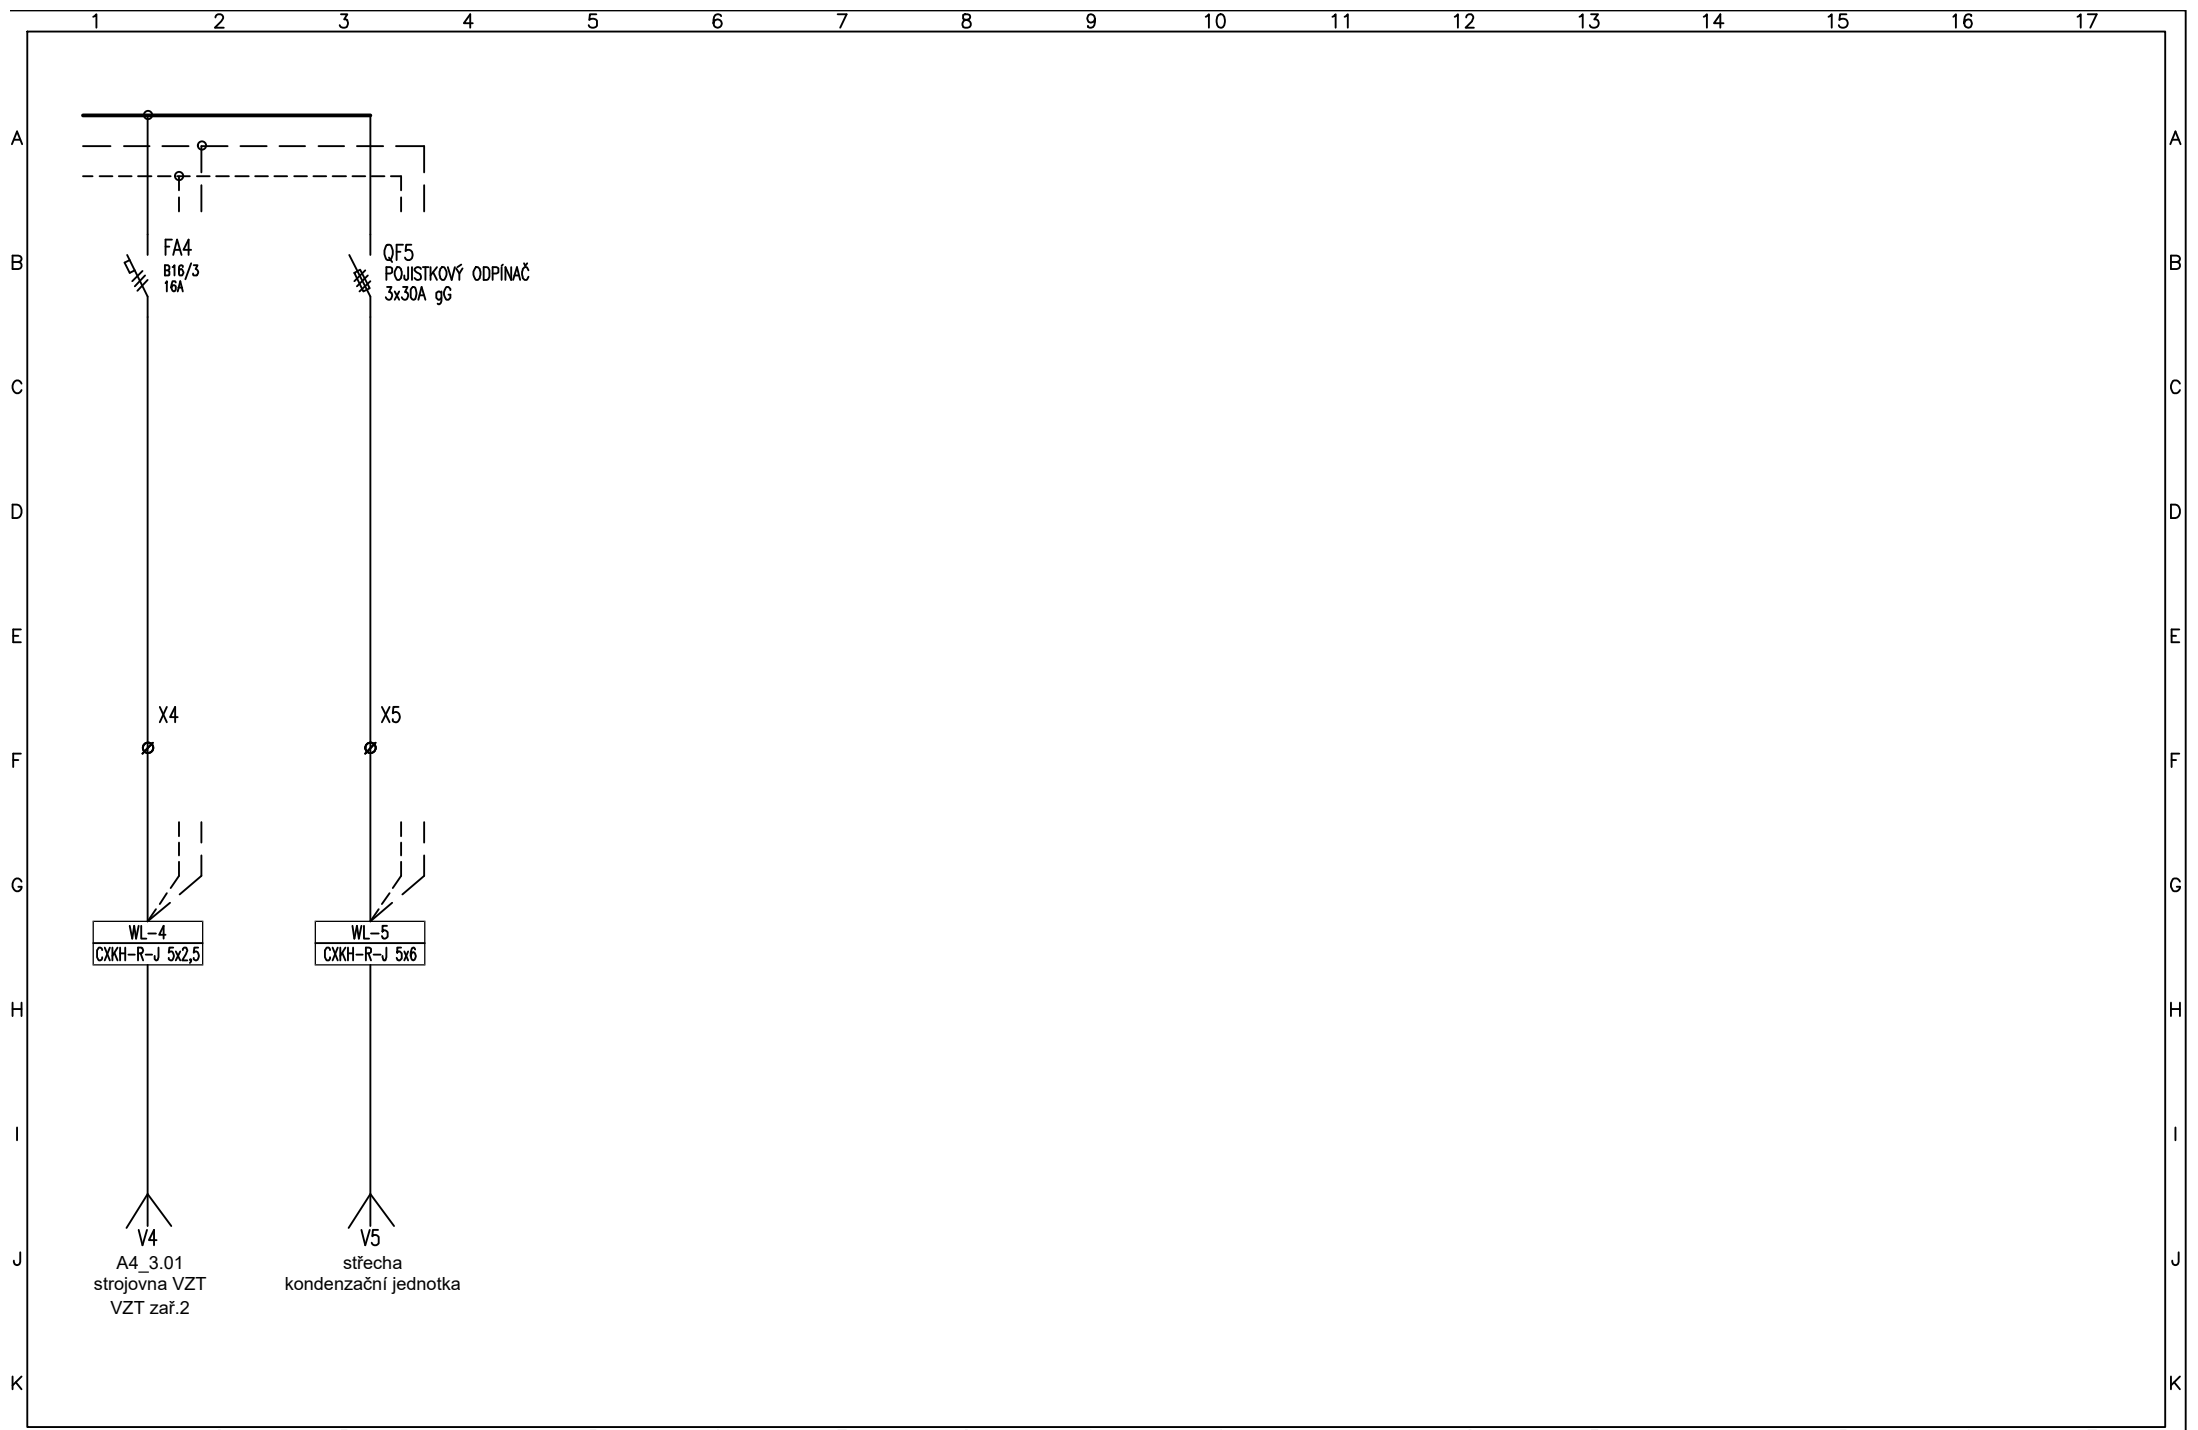 1 2 3 4 5 6 7 8 9 10 11 12 13 14 15 16 17
A A
FA4
B16/3
16A
QF5
POJISTKOVÝ ODPÍNAČ
3x30A gG
B B
C C
D D
E E
X4 X5
F F
G G
WL-4
CXKH-R-J 5x2,5
WL-5
CXKH-R-J 5x6
H H
I I
V4
A4_3.01
strojovna VZT
VZT zař.2
V5
střecha
kondenzační jednotka
J J
K K